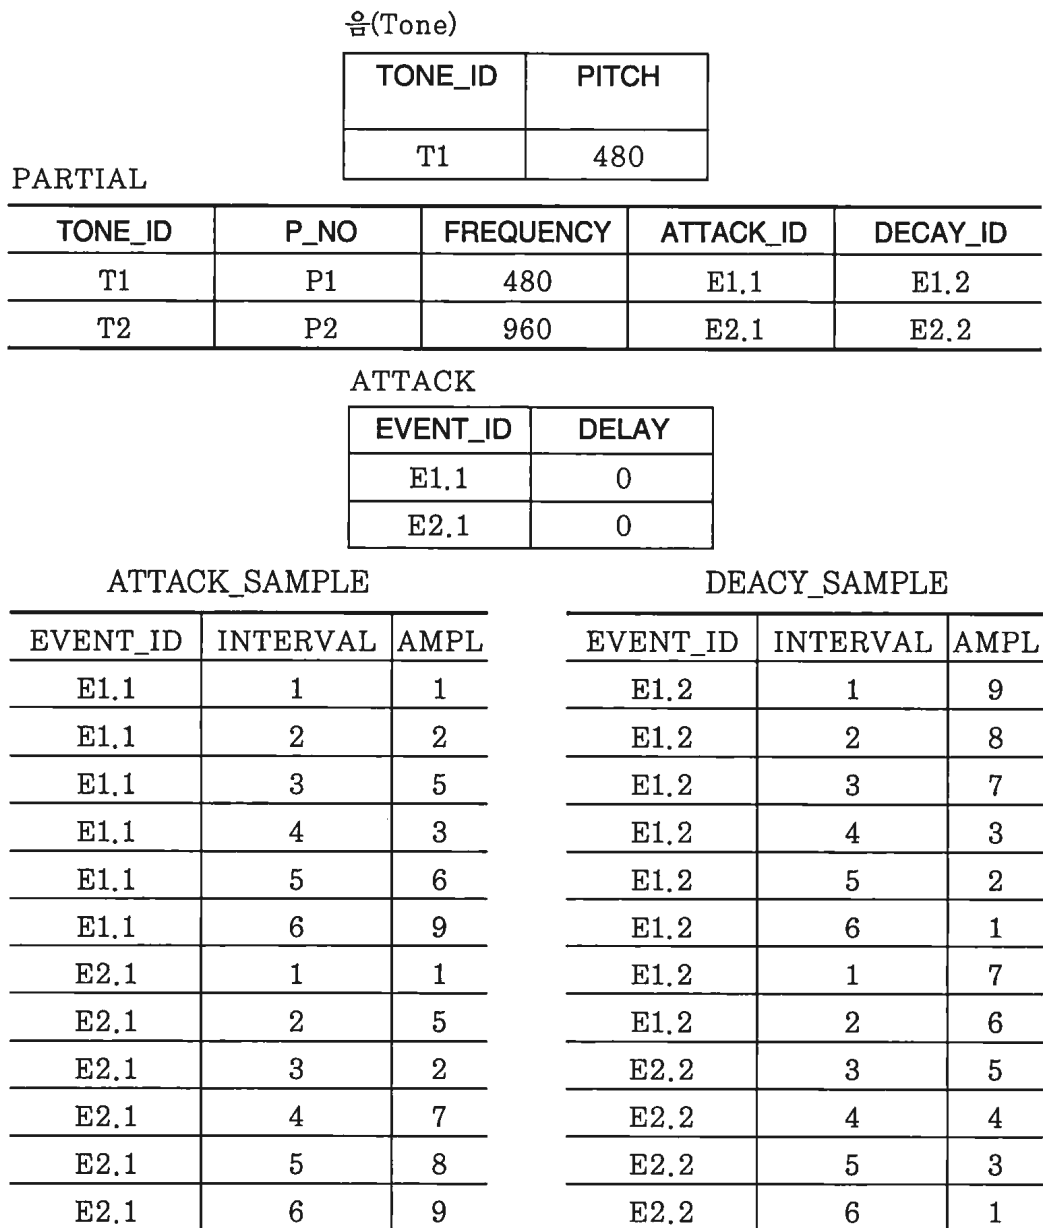 음(Tone)
TONE_ID PITCH
T1 480
PARTIAL
TONE_ID P_NO FREQUENCY ATTACK_ID DECAY_ID
T1 P1 480 E1.1 E1.2
T2 P2 960 E2.1 E2.2
ATTACK
EVENT_ID DELAY
E1.1 0
E2.1 0
ATTACK_SAMPLE
EVENT_ID INTERVAL AMPL
E1.1 1 1
E1.1 2 2
E1.1 3 5
E1.1 4 3
E1.1 5 6
E1.1 6 9
E2.1 1 1
E2.1 2 5
E2.1 3 2
E2.1 4 7
E2.1 5 8
E2.1 6 9
DEACY_SAMPLE
EVENT_ID INTERVAL AMPL
E1.2 1 9
E1.2 2 8
E1.2 3 7
E1.2 4 3
E1.2 5 2
E1.2 6 1
E1.2 1 7
E1.2 2 6
E2.2 3 5
E2.2 4 4
E2.2 5 3
E2.2 6 1